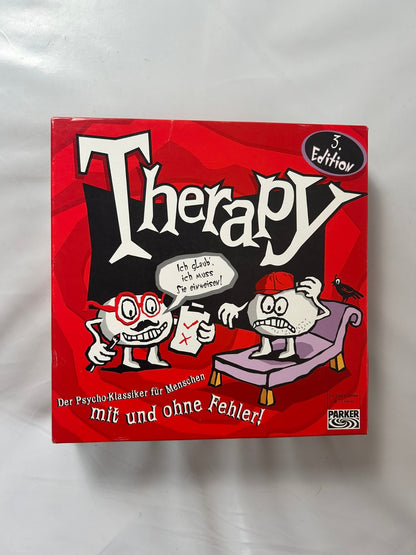 3.
Edition
Therapy
Ich glaub,
ich muss
Sie einweisen!
Der Psycho-Klassiker für Menschen
mit und ohne Fehler!
PARKER